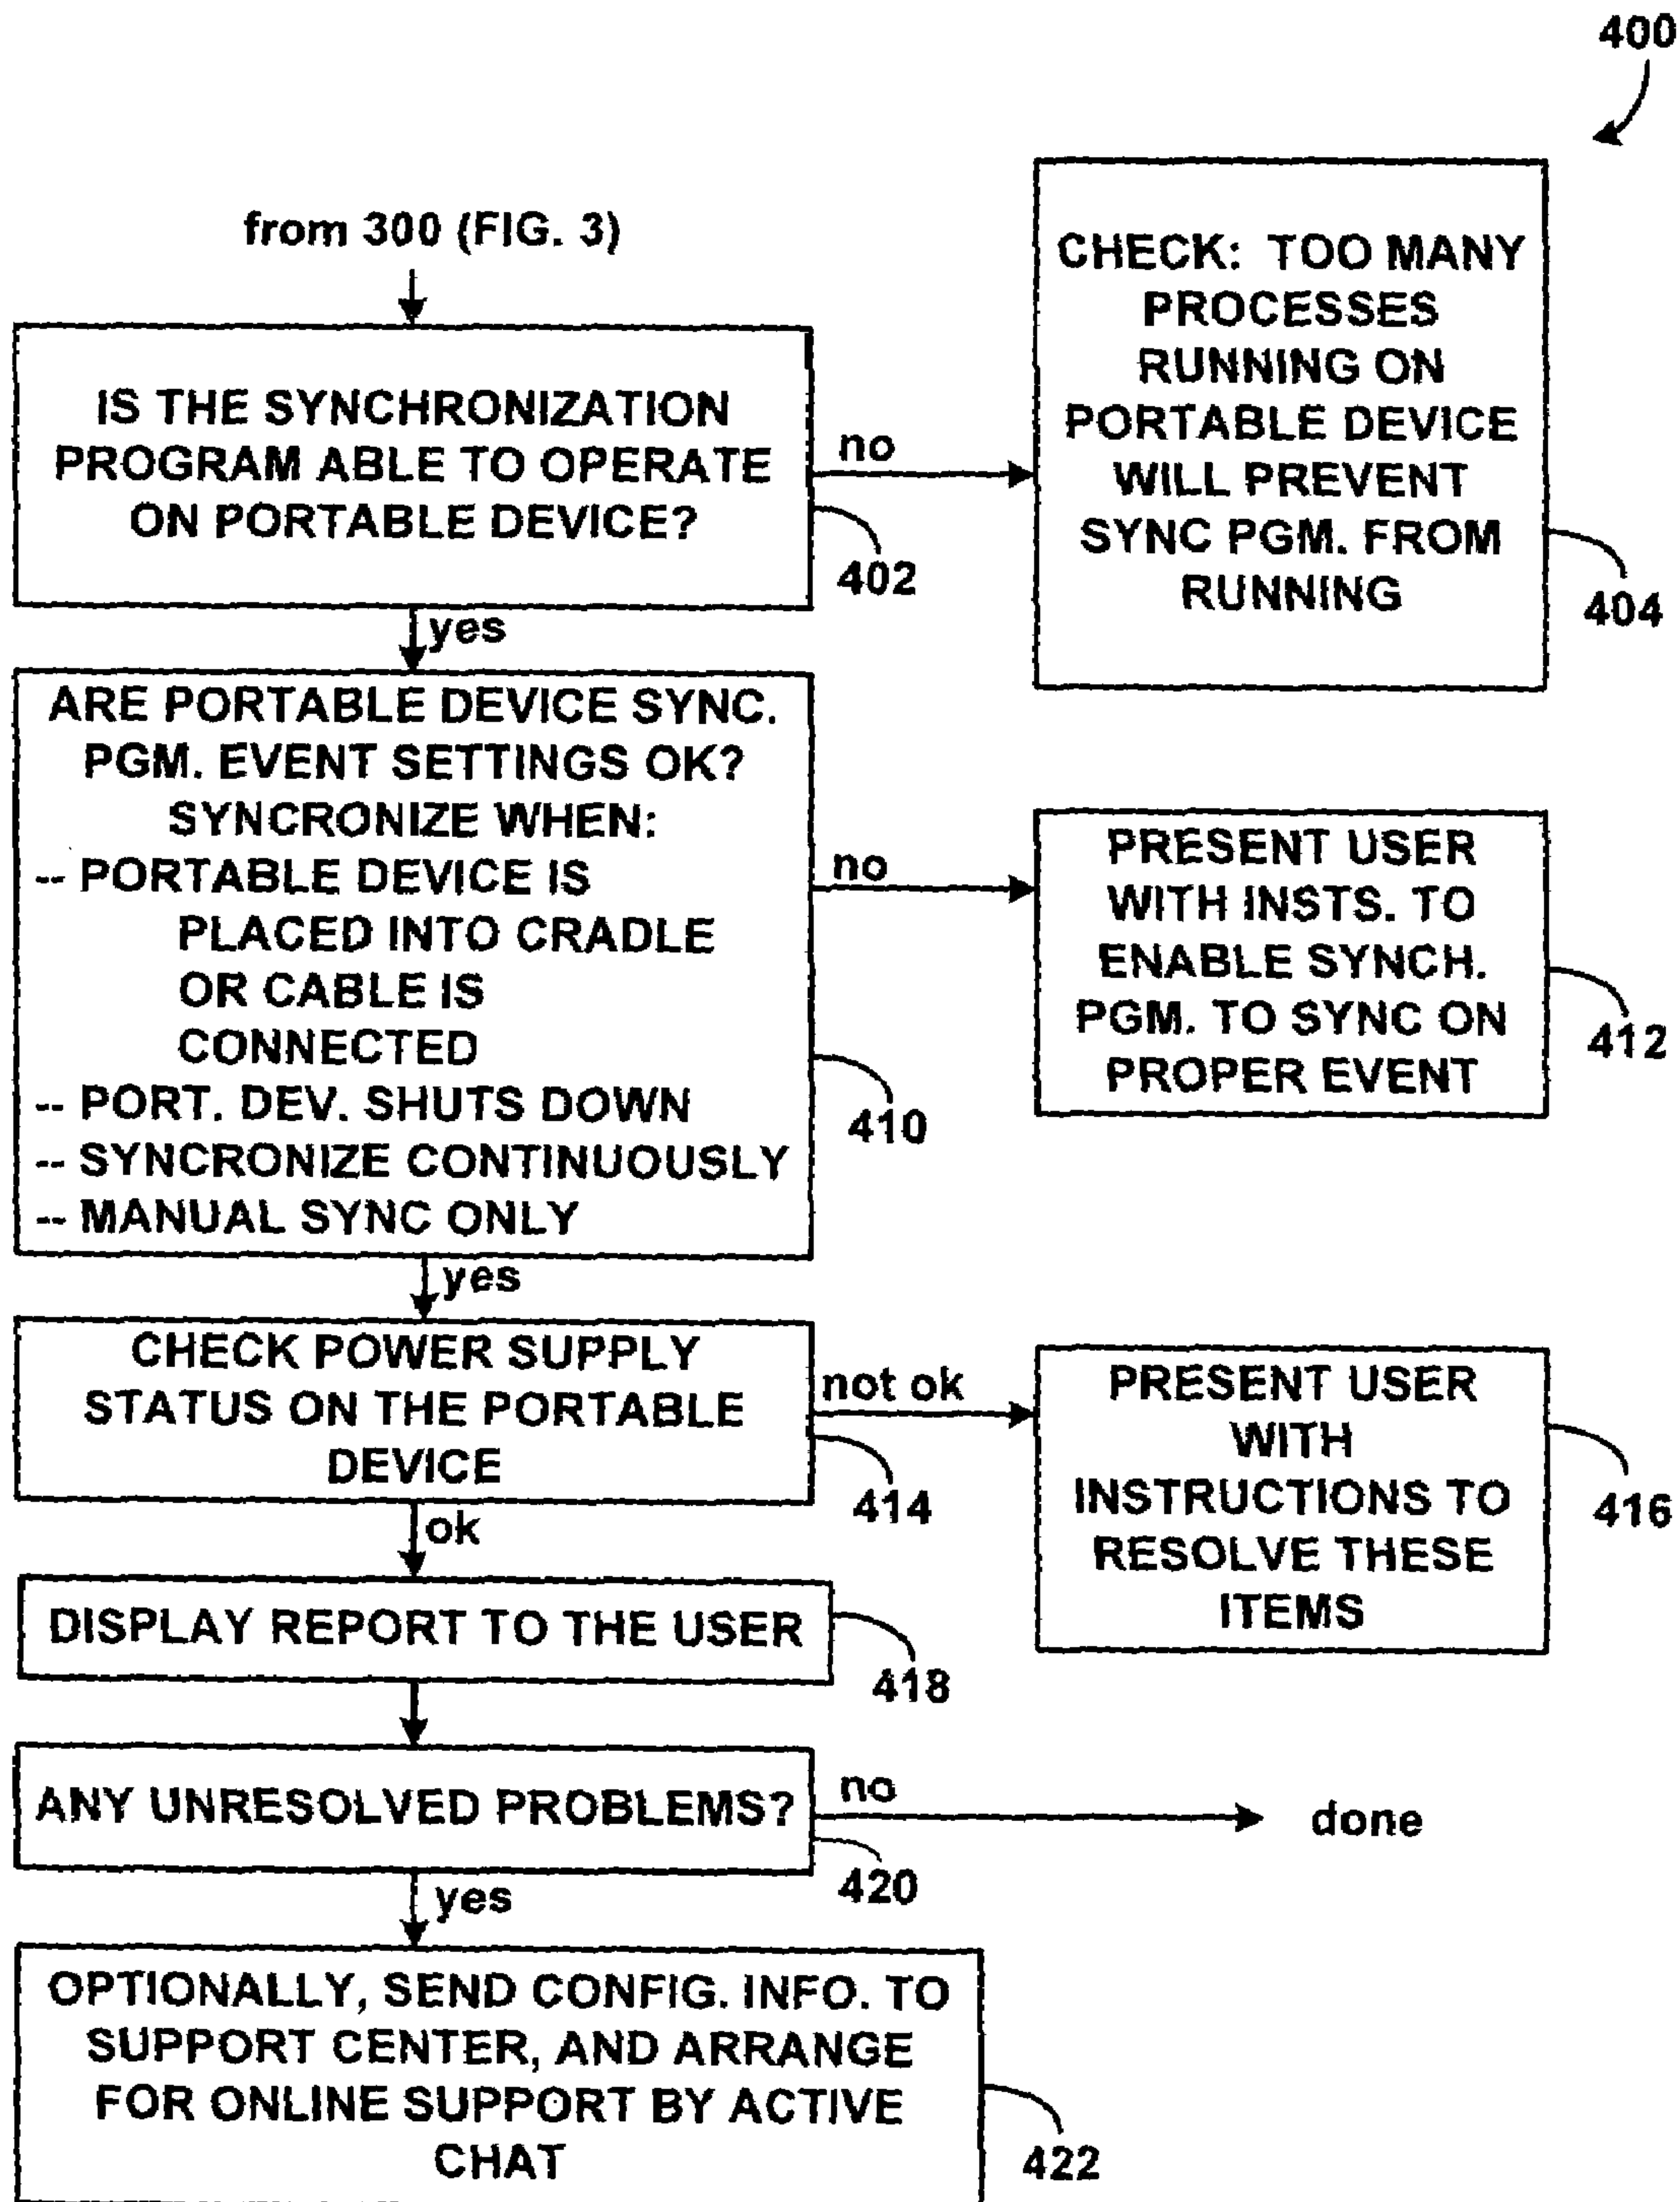 400
from 300 (FIG. 3)
IS THE SYNCHRONIZATION
PROGRAM ABLE TO OPERATE
ON PORTABLE DEVICE?
402
no
CHECK: TOO MANY
PROCESSES
RUNNING ON
PORTABLE DEVICE
WILL PREVENT
SYNC PGM. FROM
RUNNING
404
yes
ARE PORTABLE DEVICE SYNC.
PGM. EVENT SETTINGS OK?
SYNCRONIZE WHEN:
-- PORTABLE DEVICE IS
PLACED INTO CRADLE
OR CABLE IS
CONNECTED
-- PORT. DEV. SHUTS DOWN
-- SYNCRONIZE CONTINUOUSLY
-- MANUAL SYNC ONLY
410
no
PRESENT USER
WITH INSTS. TO
ENABLE SYNCH.
PGM. TO SYNC ON
PROPER EVENT
412
yes
CHECK POWER SUPPLY
STATUS ON THE PORTABLE
DEVICE
414
not ok
PRESENT USER
WITH
INSTRUCTIONS TO
RESOLVE THESE
ITEMS
416
ok
DISPLAY REPORT TO THE USER
418
ANY UNRESOLVED PROBLEMS?
420
no
done
yes
OPTIONALLY, SEND CONFIG. INFO. TO
SUPPORT CENTER, AND ARRANGE
FOR ONLINE SUPPORT BY ACTIVE
CHAT
422